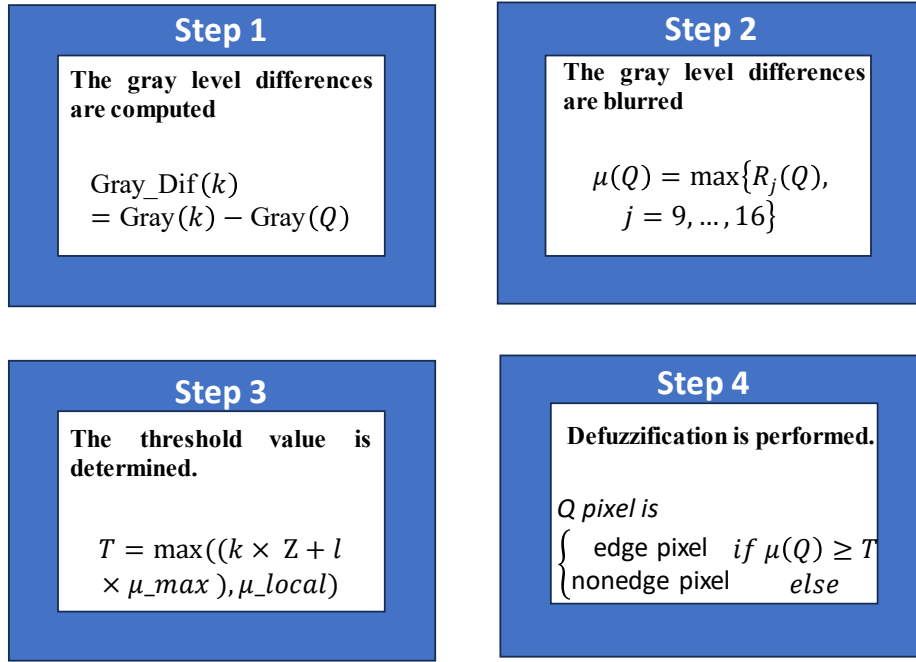 Step 1
The gray level differences
are computed
Gray_Dif(k)
= Gray(k) − Gray(Q)
Step 2
The gray level differences
are blurred
μ(Q) = max{R_j(Q),
j = 9, … , 16}
Step 3
The threshold value is
determined.
T = max((k × Z + l
× μ_max ), μ_local)
Step 4
Defuzzification is performed.
Q pixel is
{ edge pixel if μ(Q) ≥ T
nonedge pixel else